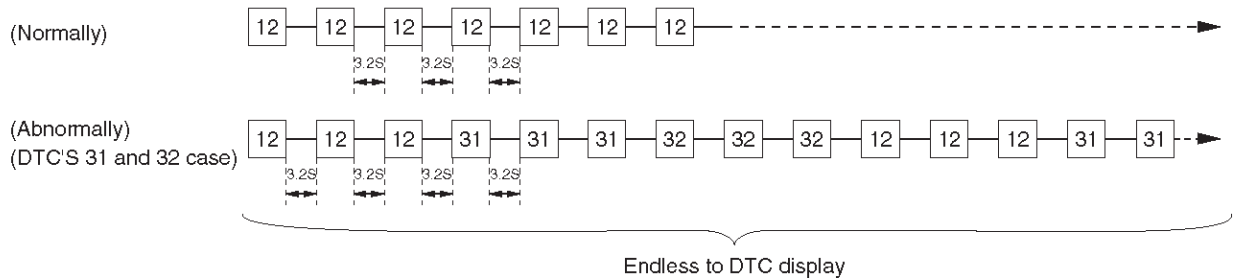 (Normally) 12 12 12 12 12 12 12
3.2S 3.2S 3.2S
(Abnormally)
(DTC'S 31 and 32 case) 12 12 12 31 31 31 32 32 32 12 12 12 31 31
3.2S 3.2S 3.2S 3.2S
Endless to DTC display